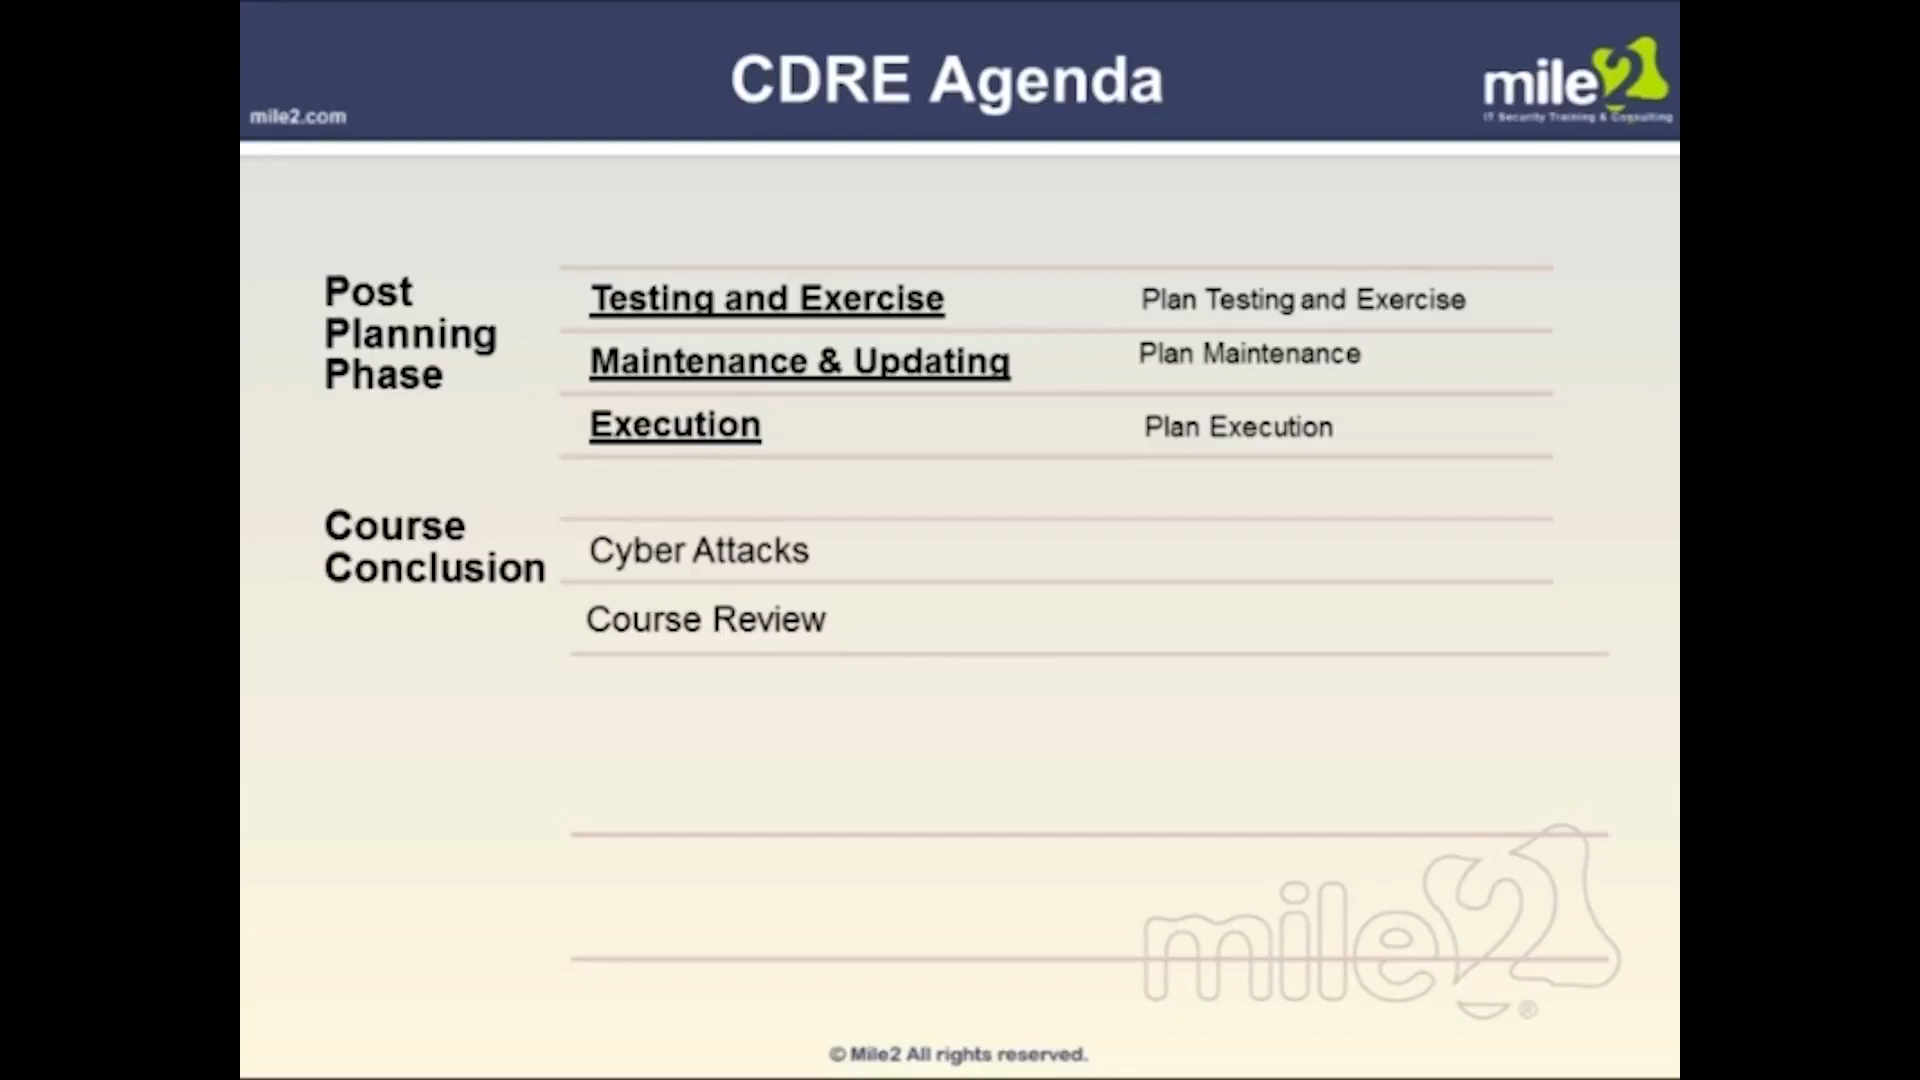 CDRE Agenda
mile2
IT Security Training & Consulting
mile2.com
Post
Planning
Phase
Testing and Exercise
Plan Testing and Exercise
Maintenance & Updating
Plan Maintenance
Execution
Plan Execution
Course
Conclusion
Cyber Attacks
Course Review
mile2®
© Mile2 All rights reserved.